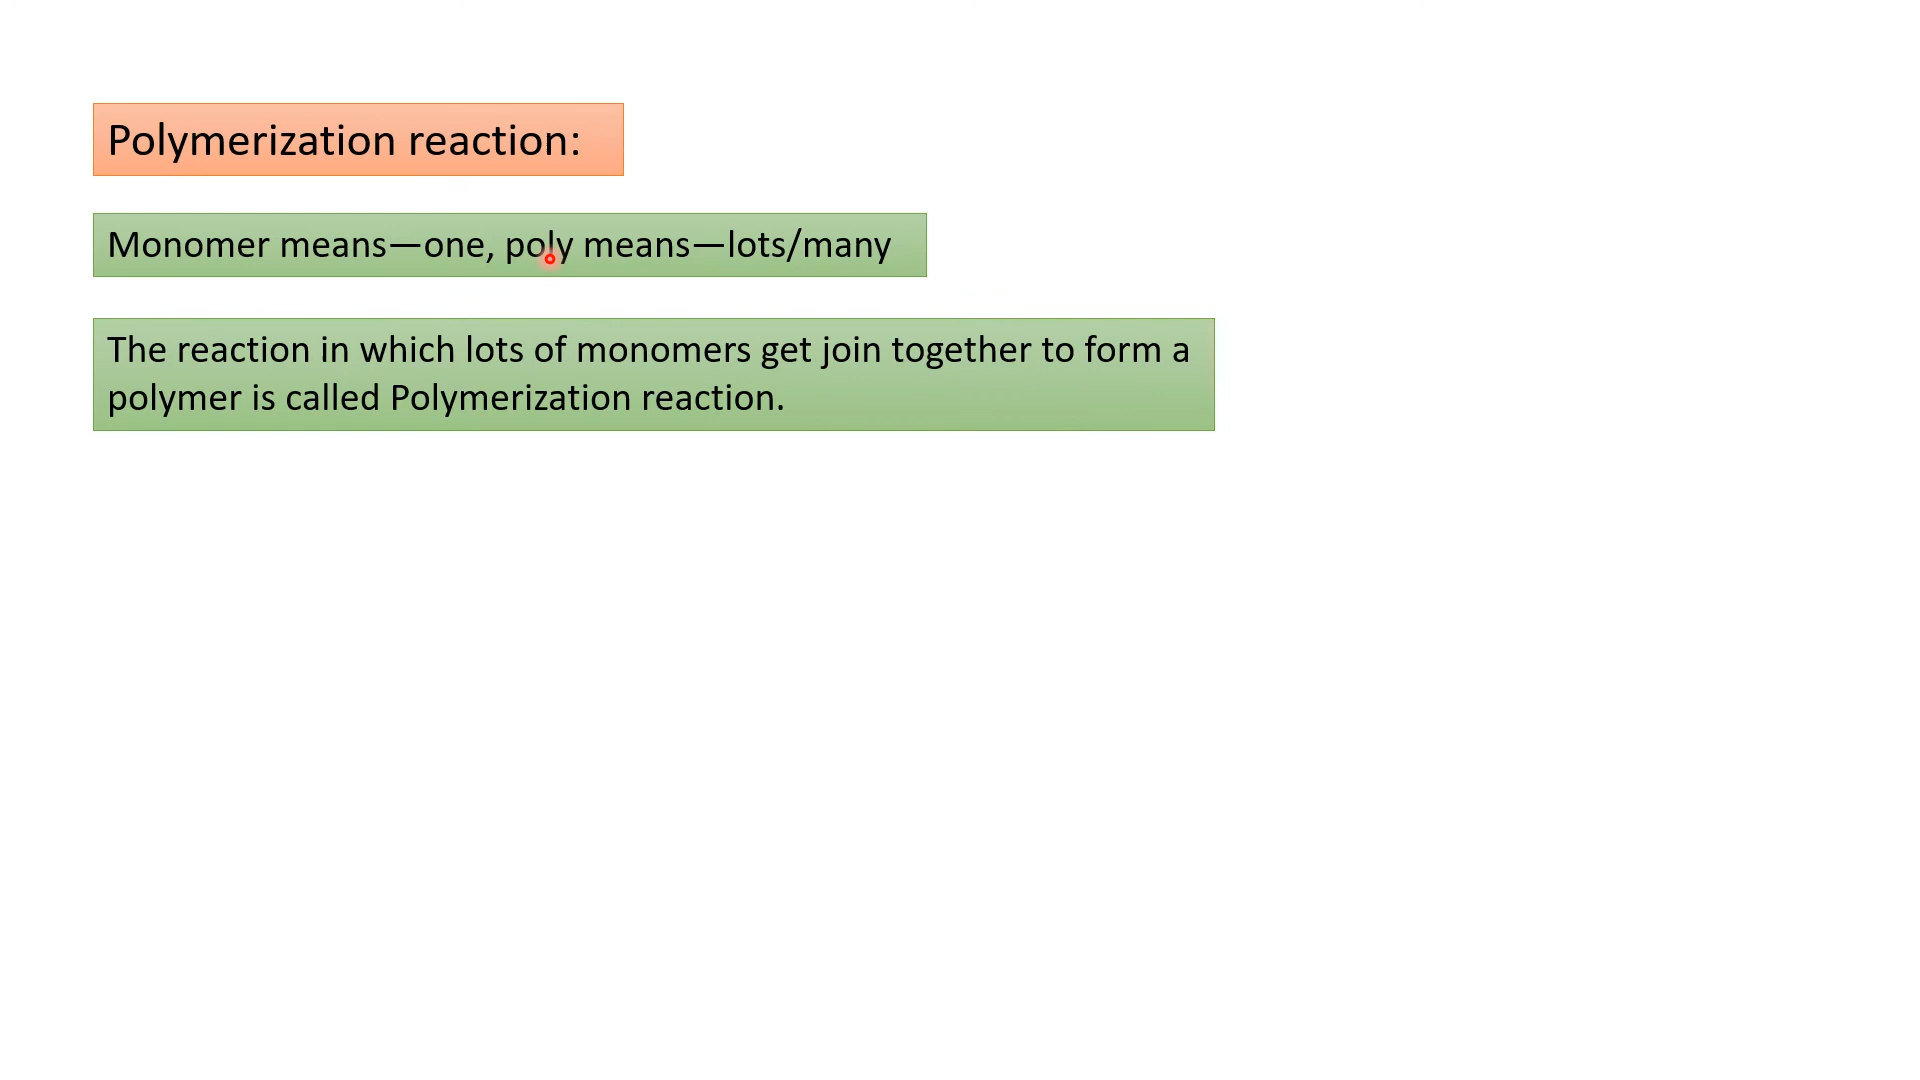 Polymerization reaction:
Monomer means—one, poly means—lots/many
The reaction in which lots of monomers get join together to form a
polymer is called Polymerization reaction.